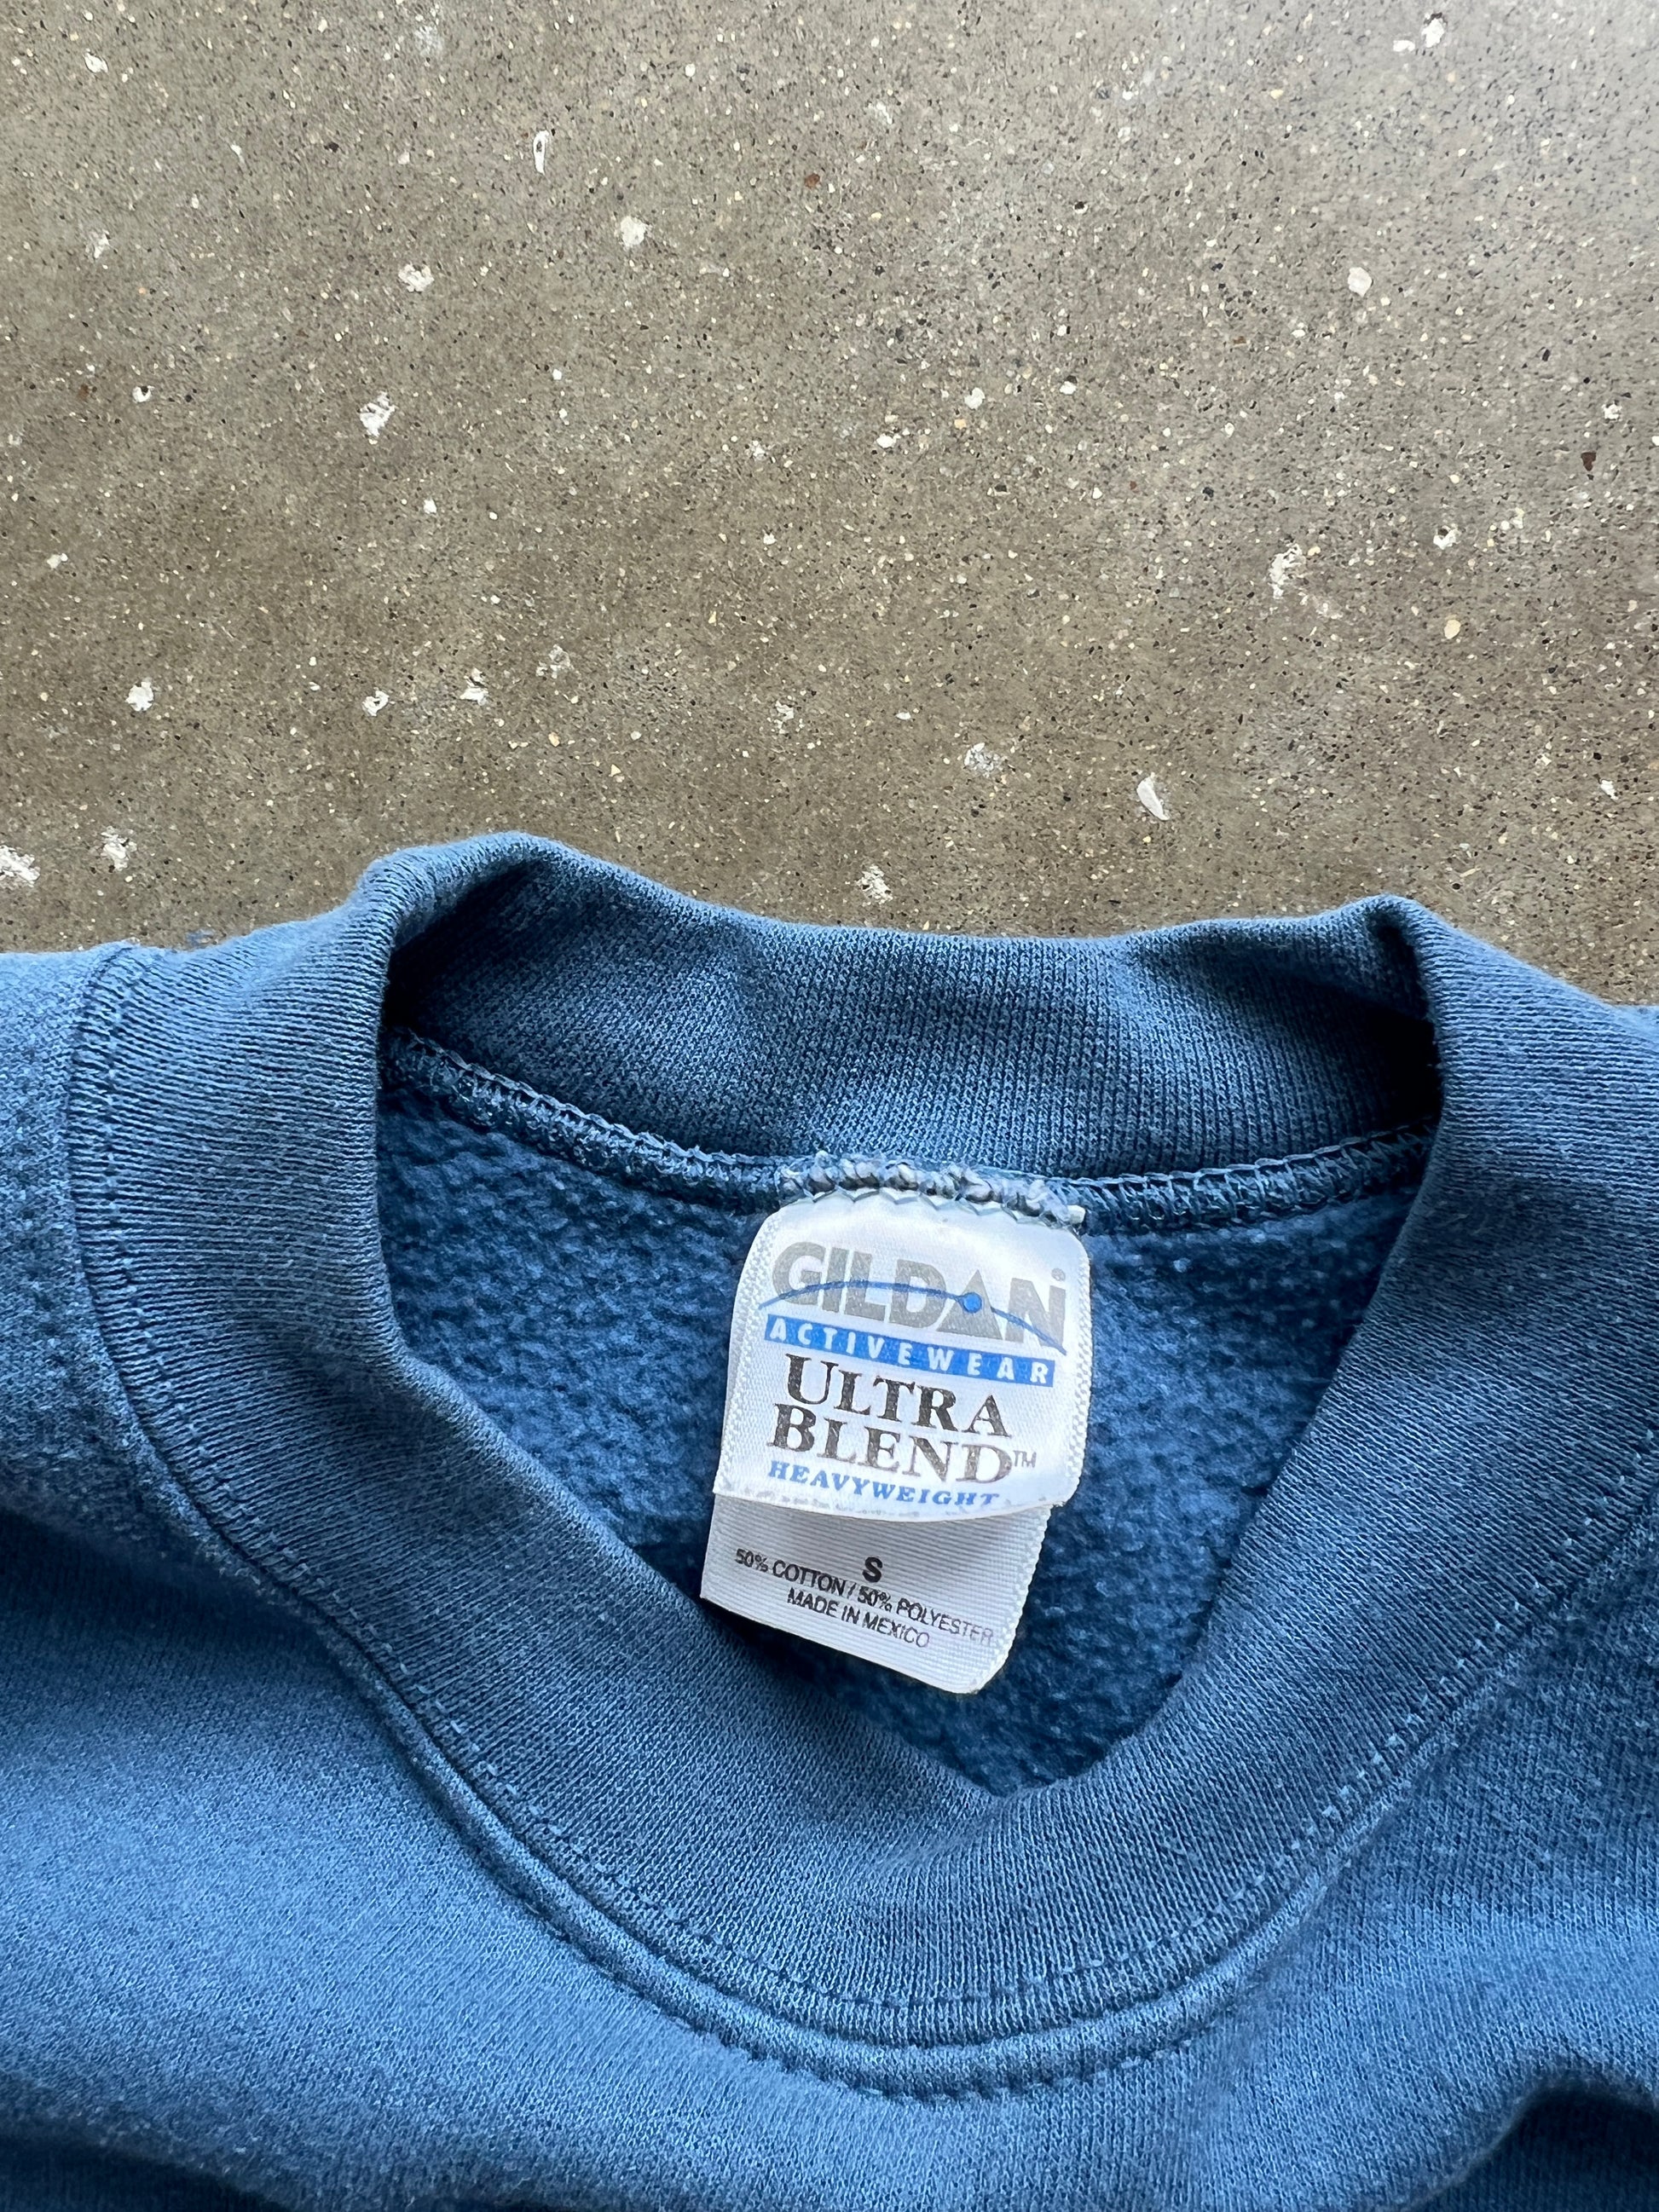 GILDAN
ACTIVEWEAR
ULTRA
BLEND™
HEAVYWEIGHT
S
50% COTTON / 50% POLYESTER
MADE IN MEXICO